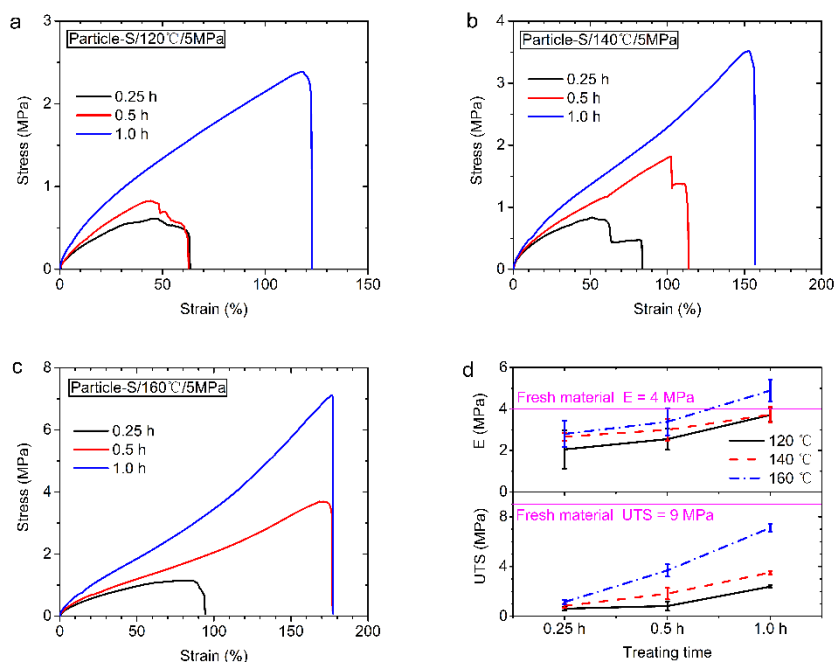 a
Particle-S/120℃/5MPa
0.25 h
0.5 h
1.0 h
Stress (MPa)
3
2
1
0
0 50 100 150
Strain (%)
b
Particle-S/140℃/5MPa
0.25 h
0.5 h
1.0 h
Stress (MPa)
4
3
2
1
0
0 50 100 150 200
Strain (%)
c
Particle-S/160℃/5MPa
0.25 h
0.5 h
1.0 h
Stress (MPa)
8
6
4
2
0
0 50 100 150 200
Strain (%)
d
Fresh material E = 4 MPa
E (MPa)
6
4
2
0
120 ℃
140 ℃
160 ℃
Fresh material UTS = 9 MPa
UTS (MPa)
8
4
0
0.25 h 0.5 h 1.0 h
Treating time